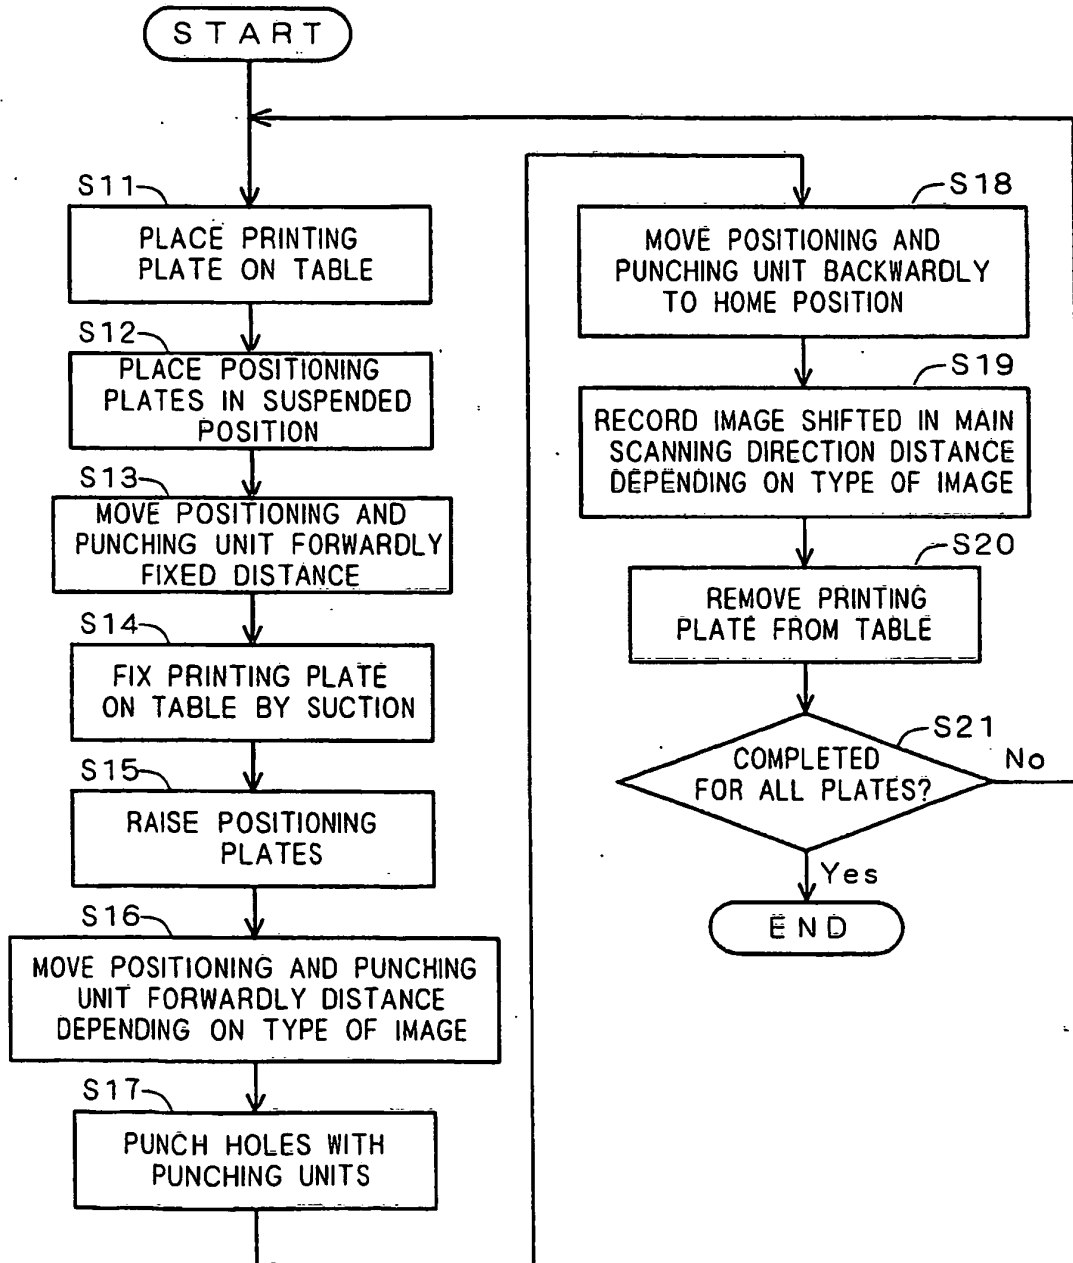 START
S11
PLACE PRINTING
PLATE ON TABLE
S12
PLACE POSITIONING
PLATES IN SUSPENDED
POSITION
S13
MOVE POSITIONING AND
PUNCHING UNIT FORWARDLY
FIXED DISTANCE
S14
FIX PRINTING PLATE
ON TABLE BY SUCTION
S15
RAISE POSITIONING
PLATES
S16
MOVE POSITIONING AND PUNCHING
UNIT FORWARDLY DISTANCE
DEPENDING ON TYPE OF IMAGE
S17
PUNCH HOLES WITH
PUNCHING UNITS
S18
MOVE POSITIONING AND
PUNCHING UNIT BACKWARDLY
TO HOME POSITION
S19
RECORD IMAGE SHIFTED IN MAIN
SCANNING DIRECTION DISTANCE
DEPENDING ON TYPE OF IMAGE
S20
REMOVE PRINTING
PLATE FROM TABLE
S21
COMPLETED
FOR ALL PLATES?
No
Yes
END